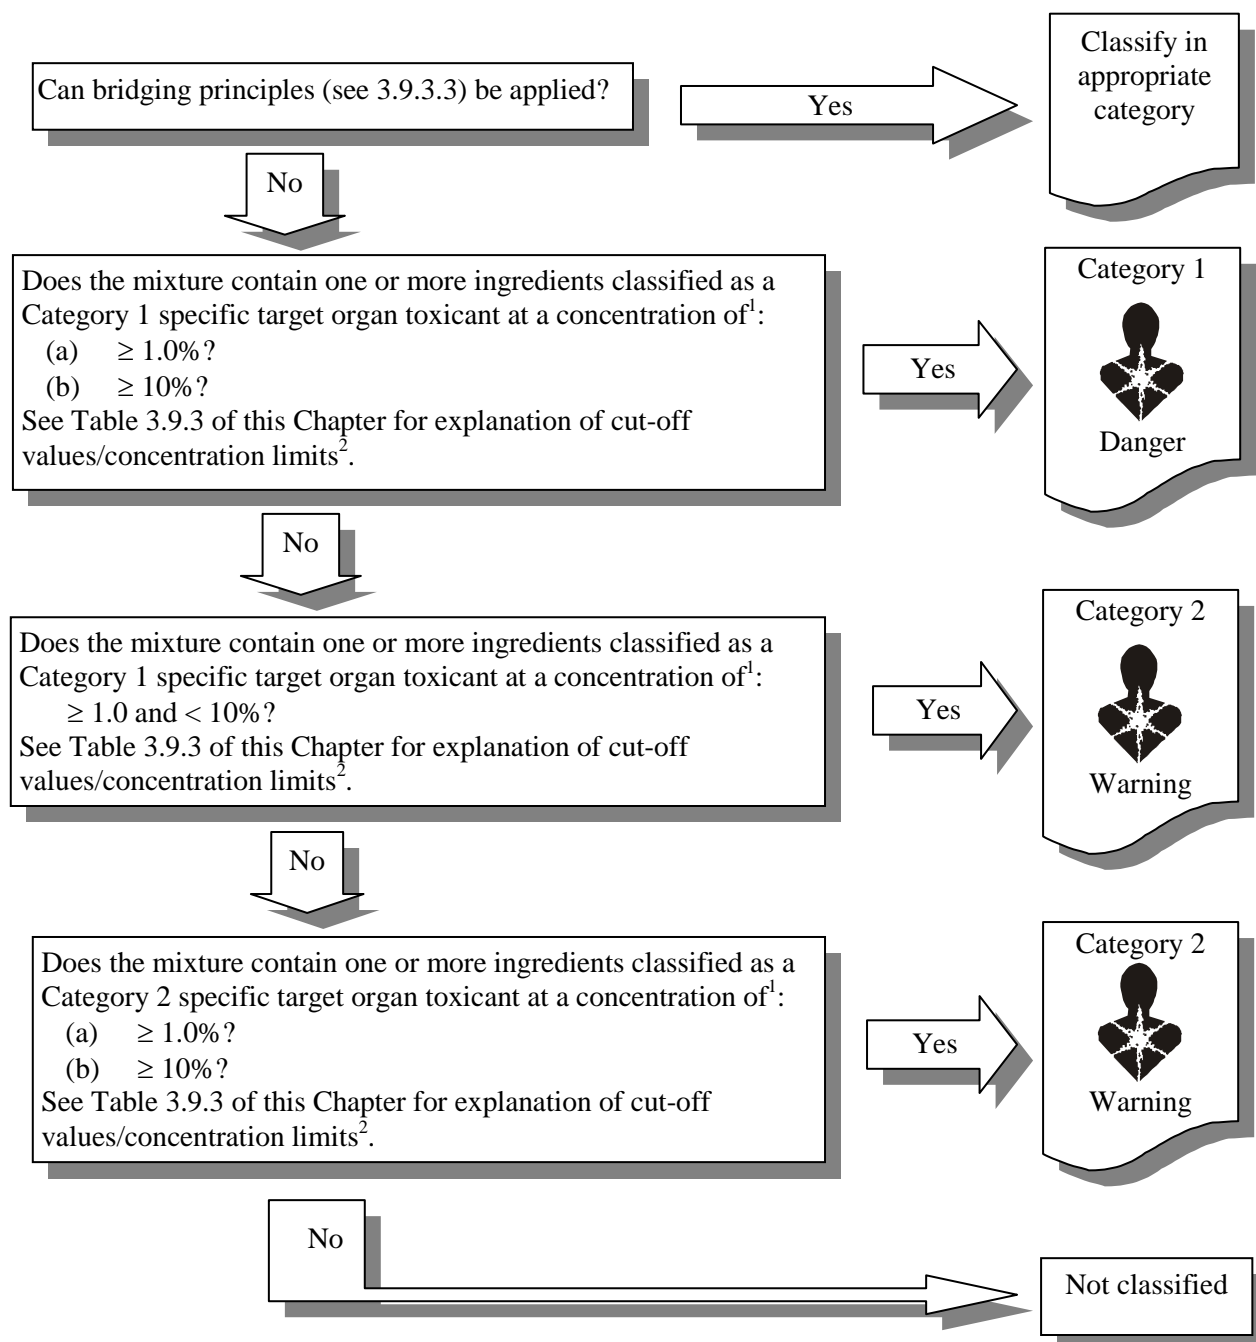 Can bridging principles (see 3.9.3.3) be applied?
Yes
Classify in
appropriate
category
No
Does the mixture contain one or more ingredients classified as a
Category 1 specific target organ toxicant at a concentration of¹:
(a) ≥ 1.0%?
(b) ≥ 10%?
See Table 3.9.3 of this Chapter for explanation of cut-off
values/concentration limits².
Yes
Category 1
Danger
No
Does the mixture contain one or more ingredients classified as a
Category 1 specific target organ toxicant at a concentration of¹:
≥ 1.0 and < 10%?
See Table 3.9.3 of this Chapter for explanation of cut-off
values/concentration limits².
Yes
Category 2
Warning
No
Does the mixture contain one or more ingredients classified as a
Category 2 specific target organ toxicant at a concentration of¹:
(a) ≥ 1.0%?
(b) ≥ 10%?
See Table 3.9.3 of this Chapter for explanation of cut-off
values/concentration limits².
Yes
Category 2
Warning
No
Not classified